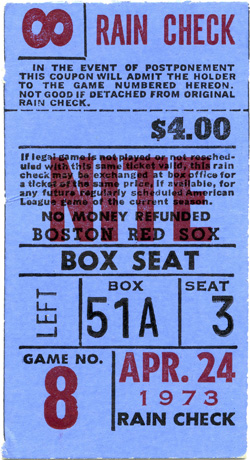 8 RAIN CHECK
IN THE EVENT OF POSTPONEMENT
THIS COUPON WILL ADMIT THE HOLDER
TO THE GAME NUMBERED HEREON.
NOT GOOD IF DETACHED FROM ORIGINAL
RAIN CHECK.
$4.00
If legal game is not played or not resched-
uled with this same ticket valid, this rain
check may be exchanged at box office for
a ticket of the same price, if available, for
any future regularly scheduled American
League game of the current season.
NITE
NO MONEY REFUNDED
BOSTON RED SOX
BOX SEAT
LEFT
BOX SEAT
51A 3
GAME NO.
8
APR. 24
1973
RAIN CHECK